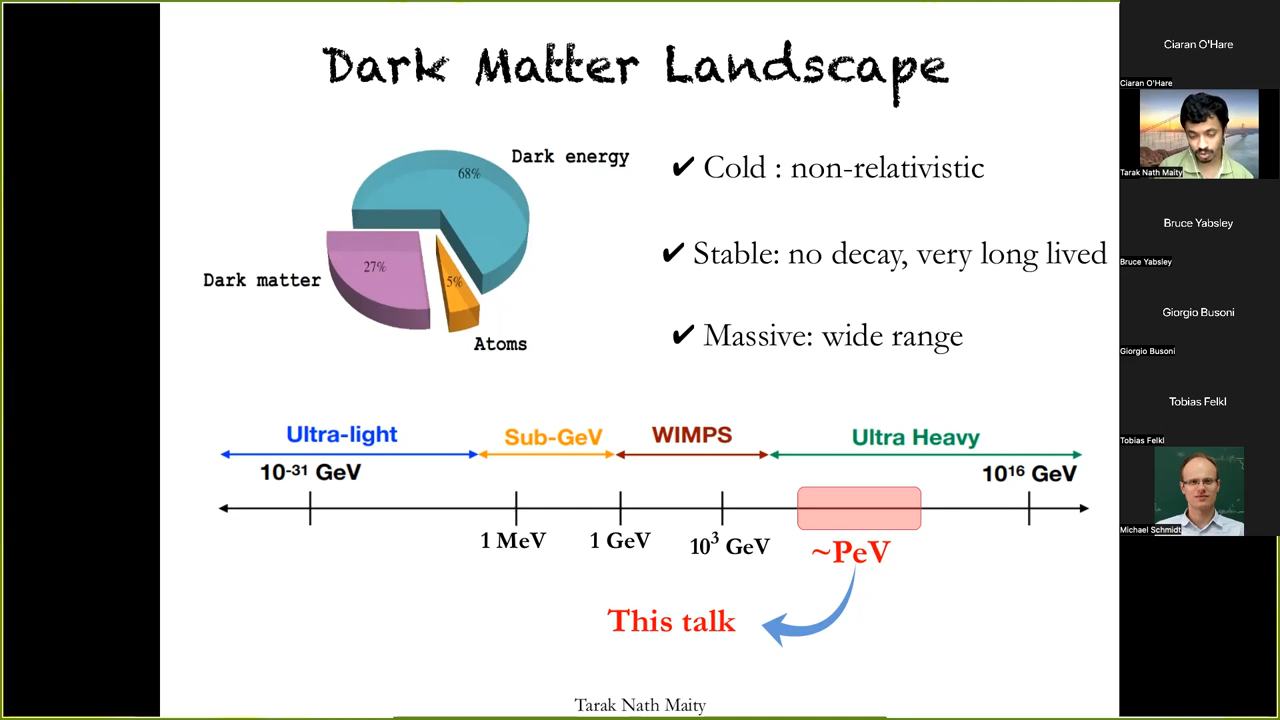 Dark Matter Landscape
Dark energy
68%
27%
5%
Dark matter
Atoms
✔ Cold : non-relativistic
✔ Stable: no decay, very long lived
✔ Massive: wide range
Ultra-light
Sub-GeV
WIMPS
Ultra Heavy
10⁻³¹ GeV
10¹⁶ GeV
1 MeV
1 GeV
10³ GeV
~PeV
This talk
Tarak Nath Maity
Ciaran O'Hare
Ciaran O'Hare
Tarak Nath Maity
Bruce Yabsley
Bruce Yabsley
Giorgio Busoni
Giorgio Busoni
Tobias Felkl
Tobias Felkl
Michael Schmidt